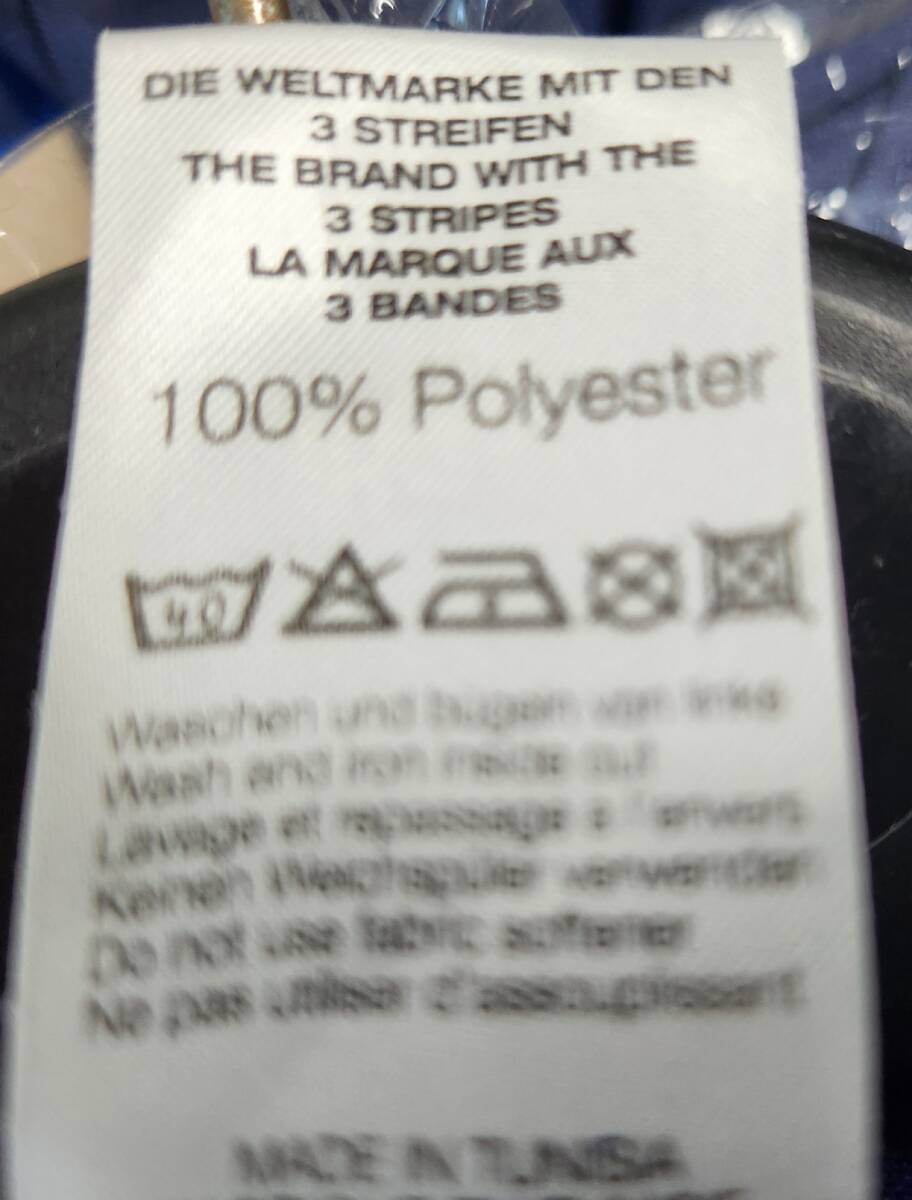 DIE WELTMARKE MIT DEN
3 STREIFEN
THE BRAND WITH THE
3 STRIPES
LA MARQUE AUX
3 BANDES
100% Polyester
40
Waschen und bügeln von links
Wash and iron inside out
Lavage et repassage a l'envers
Keinen Weichspüler verwenden
Do not use fabric softener
Ne pas utiliser d'assouplissant
MADE IN TUNISIA